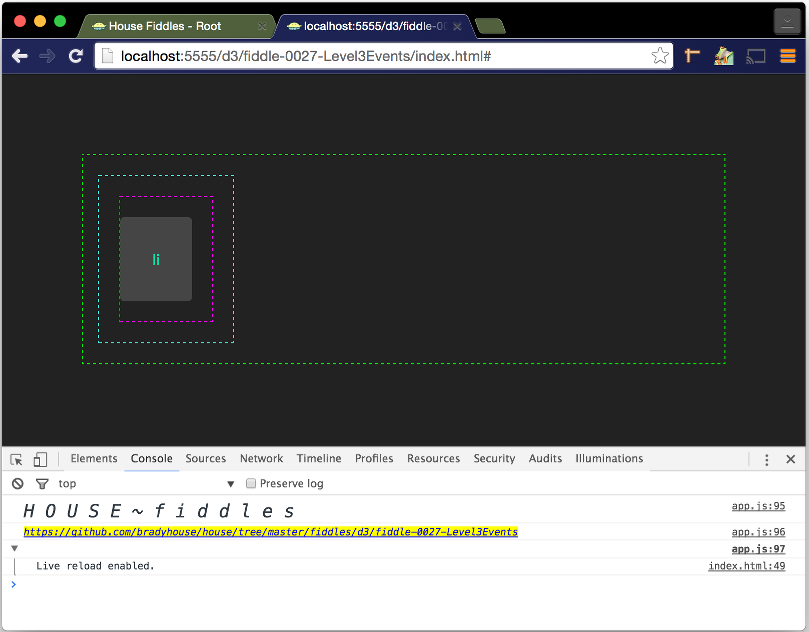 House Fiddles - Root
localhost:5555/d3/fiddle-00
localhost:5555/d3/fiddle-0027-Level3Events/index.html#
li
Elements Console Sources Network Timeline Profiles Resources Security Audits Illuminations
top Preserve log
H O U S E ~ f i d d l e s app.js:95
https://github.com/bradyhouse/house/tree/master/fiddles/d3/fiddle-0027-Level3Events app.js:96
app.js:97
Live reload enabled. index.html:49